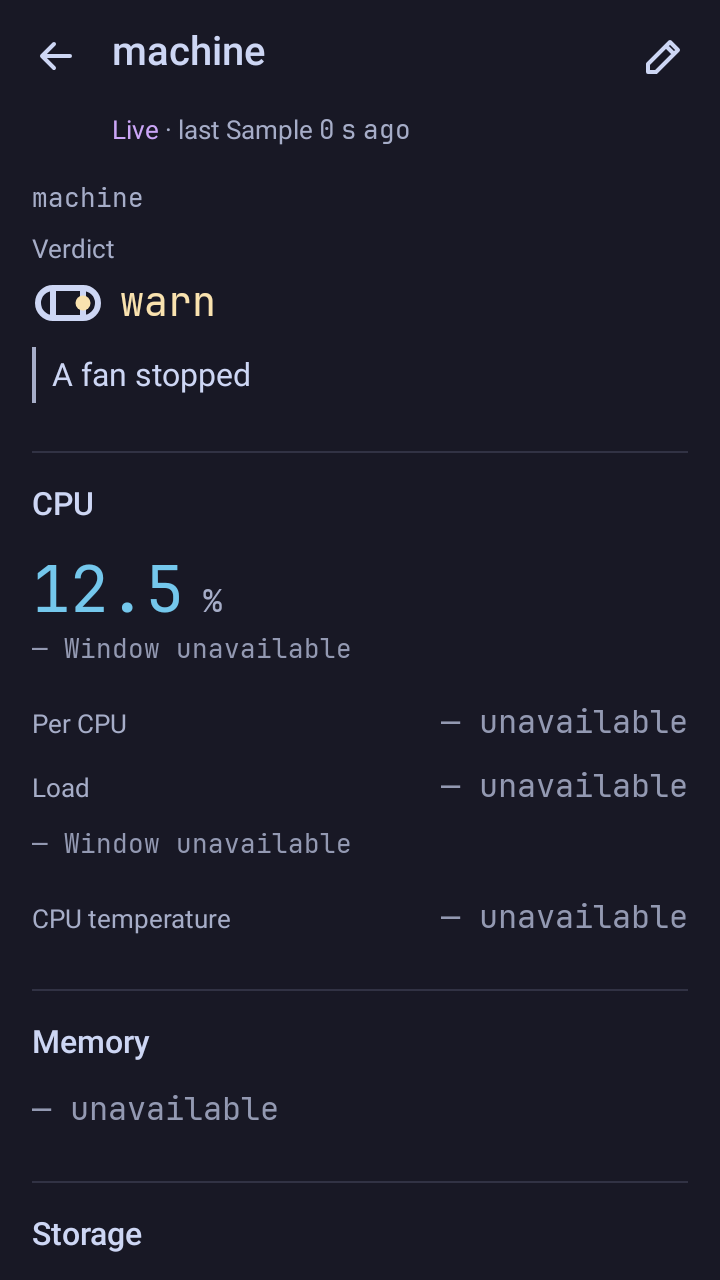 machine
Live · last Sample 0 s ago
machine
Verdict
warn
A fan stopped
CPU
12.5 %
— Window unavailable
Per CPU — unavailable
Load — unavailable
— Window unavailable
CPU temperature — unavailable
Memory
— unavailable
Storage